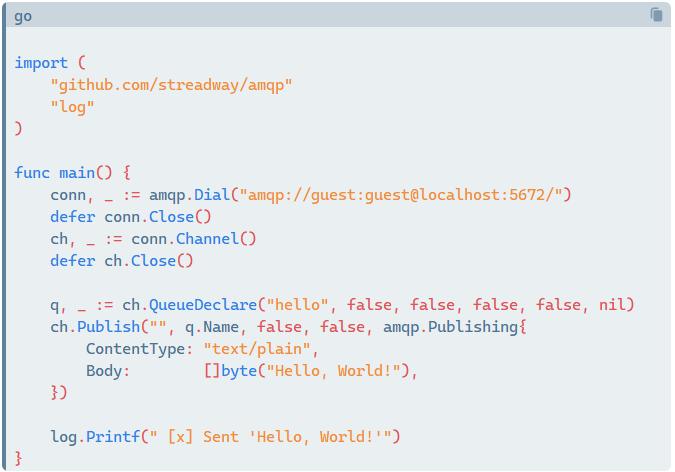 go
import (
    "github.com/streadway/amqp"
    "log"
)
func main() {
    conn, _ := amqp.Dial("amqp://guest:guest@localhost:5672/")
    defer conn.Close()
    ch, _ := conn.Channel()
    defer ch.Close()
    q, _ := ch.QueueDeclare("hello", false, false, false, false, nil)
    ch.Publish("", q.Name, false, false, amqp.Publishing{
        ContentType: "text/plain",
        Body:        []byte("Hello, World!"),
    })
    log.Printf(" [x] Sent 'Hello, World!'")
}